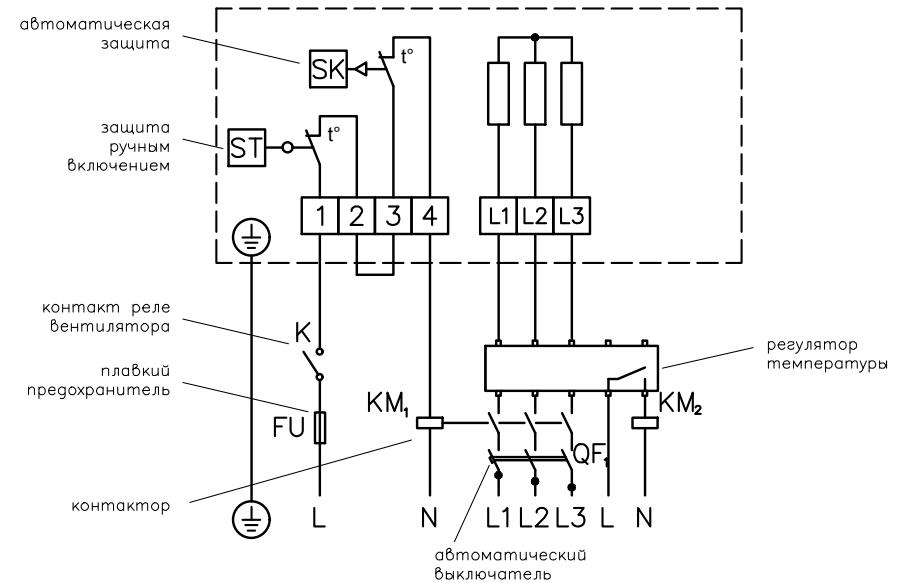 автоматическая
защита
SK
t°
защита
ручным
включением
ST
t°
1 2 3 4
L1 L2 L3
контакт реле
вентилятора
K
регулятор
температуры
плавкий
предохранитель
FU
KM1
KM2
QF1
контактор
L N L1 L2 L3 L N
автоматический
выключатель